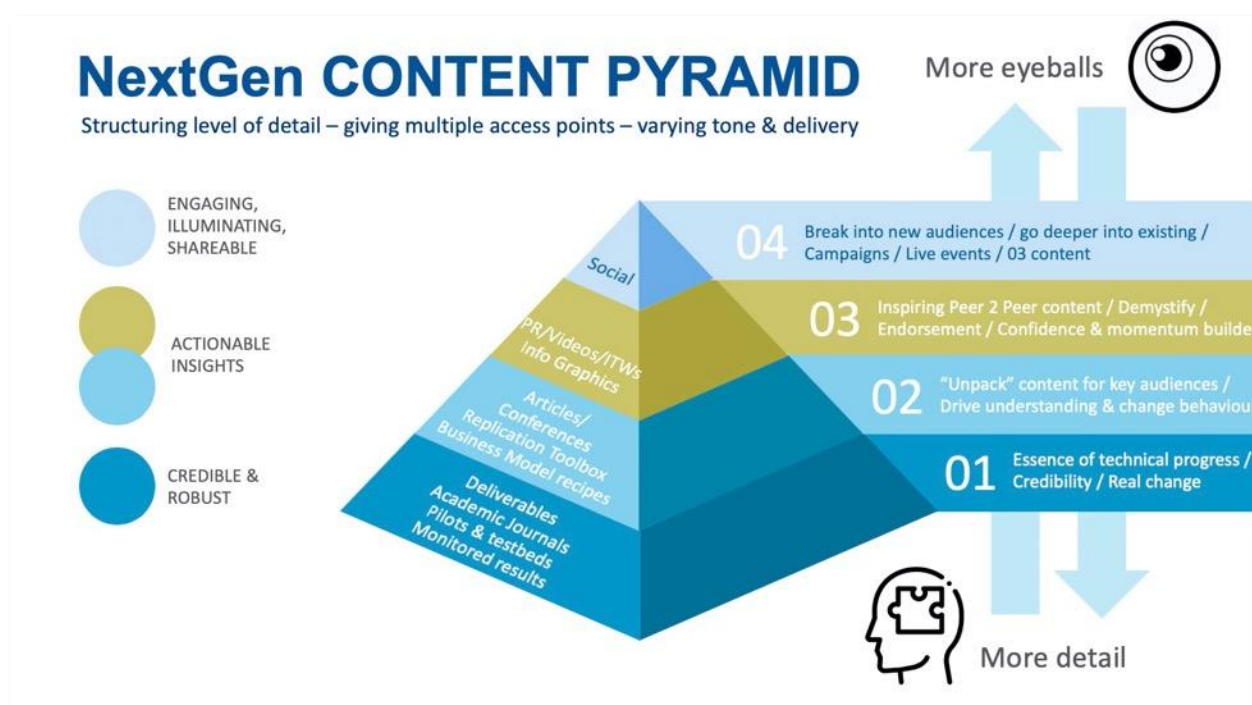 NextGen CONTENT PYRAMID
Structuring level of detail – giving multiple access points – varying tone & delivery
More eyeballs
ENGAGING,
ILLUMINATING,
SHAREABLE
ACTIONABLE
INSIGHTS
CREDIBLE &
ROBUST
Social
PR/Videos/ITWs
Info Graphics
Articles/
Conferences
Replication Toolbox
Business Model recipes
Deliverables
Academic Journals
Pilots & testbeds
Monitored results
04
Break into new audiences / go deeper into existing /
Campaigns / Live events / 03 content
03
Inspiring Peer 2 Peer content / Demystify /
Endorsement / Confidence & momentum builde
02
“Unpack” content for key audiences /
Drive understanding & change behaviou
01
Essence of technical progress /
Credibility / Real change
More detail